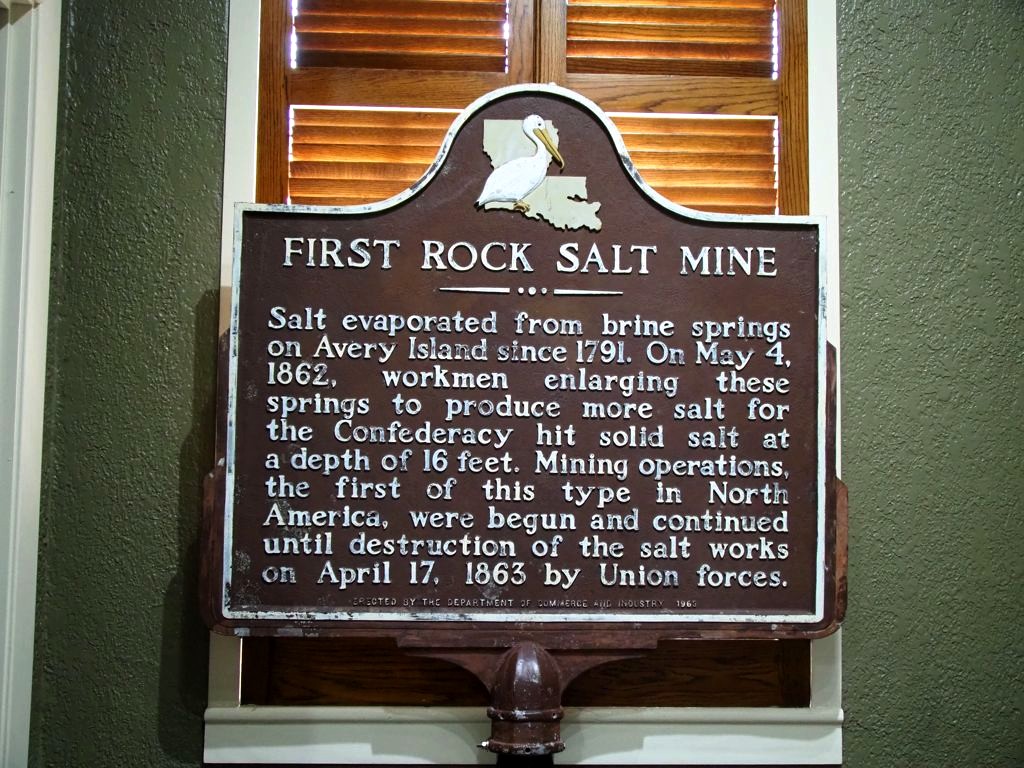 FIRST ROCK SALT MINE
Salt evaporated from brine springs
on Avery Island since 1791. On May 4,
1862, workmen enlarging these
springs to produce more salt for
the Confederacy hit solid salt at
a depth of 16 feet. Mining operations,
the first of this type in North
America, were begun and continued
until destruction of the salt works
on April 17, 1863 by Union forces.
ERECTED BY THE DEPARTMENT OF COMMERCE AND INDUSTRY